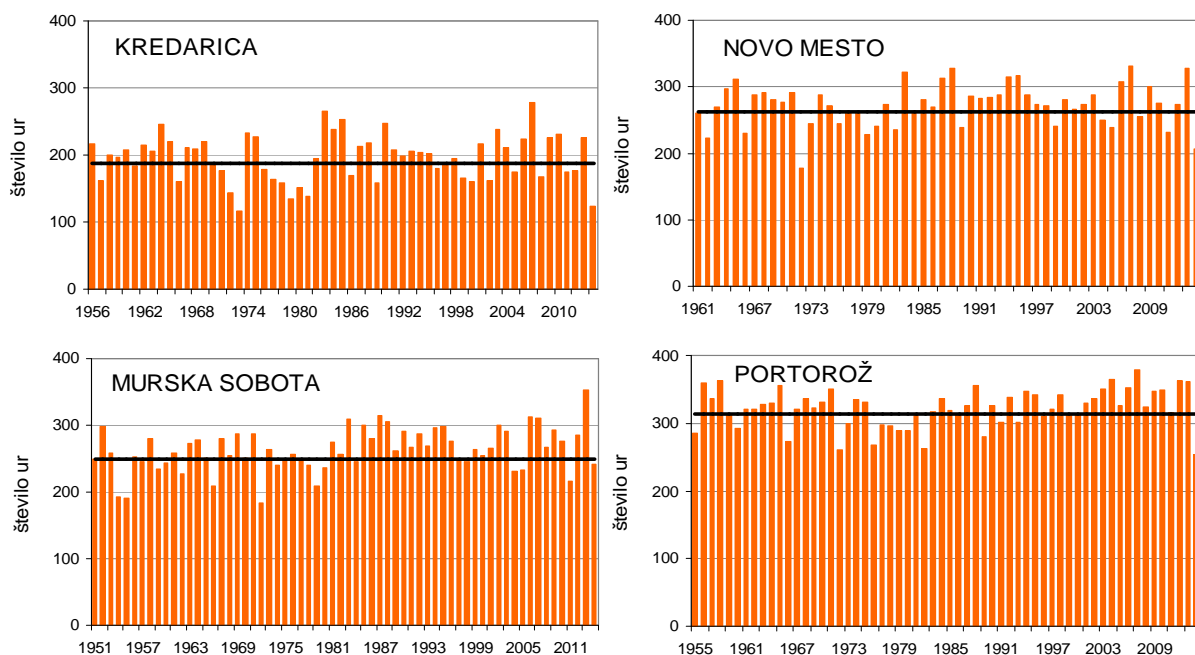 KREDARICA
število ur
400
300
200
100
0
1956 1962 1968 1974 1980 1986 1992 1998 2004 2010
NOVO MESTO
število ur
400
300
200
100
0
1961 1967 1973 1979 1985 1991 1997 2003 2009
MURSKA SOBOTA
število ur
400
300
200
100
0
1951 1957 1963 1969 1975 1981 1987 1993 1999 2005 2011
PORTOROŽ
število ur
400
300
200
100
0
1955 1961 1967 1973 1979 1985 1991 1997 2003 2009